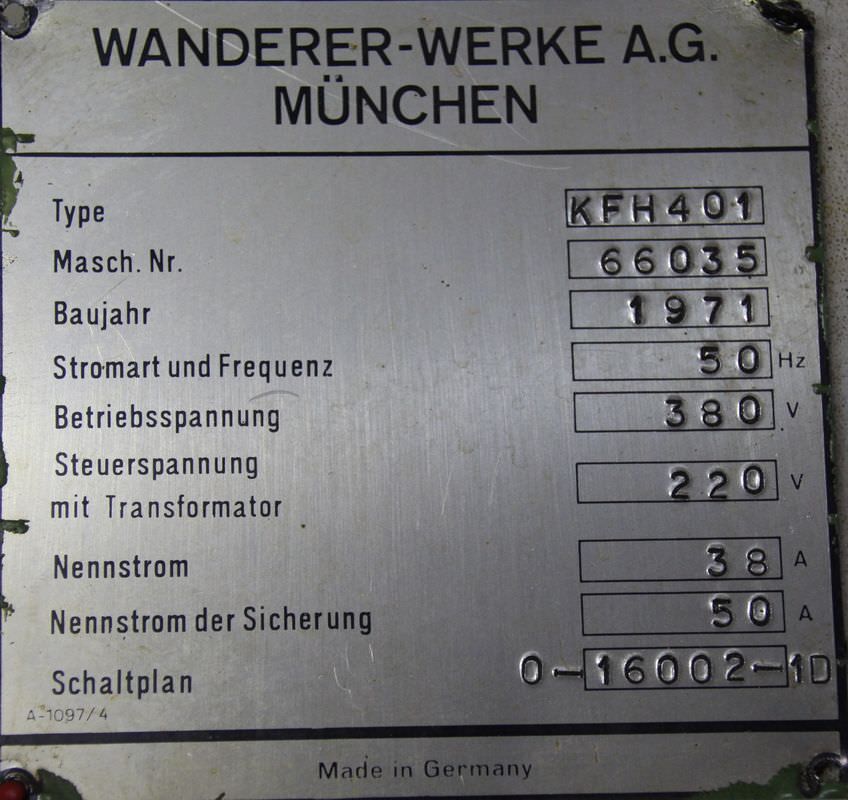 WANDERER-WERKE A.G.
MÜNCHEN
Type KFH401
Masch. Nr. 66035
Baujahr 1971
Stromart und Frequenz 50 Hz
Betriebsspannung 380 V
Steuerspannung
mit Transformator 220 V
Nennstrom 38 A
Nennstrom der Sicherung 50 A
Schaltplan 0-16002-1D
A-1097/4
Made in Germany